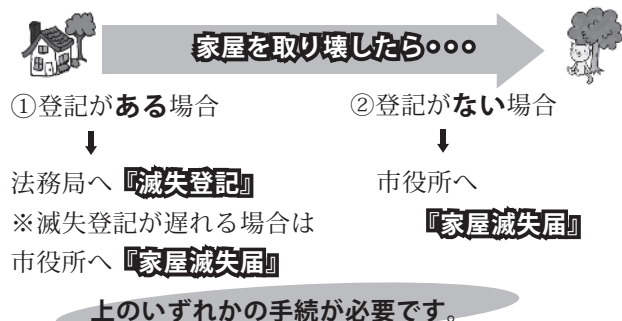 家屋を取り壊したら○○○
①登記がある場合
↓
法務局へ『滅失登記』
※滅失登記が遅れる場合は
市役所へ『家屋滅失届』
②登記がない場合
↓
市役所へ
『家屋滅失届』
上のいずれかの手続が必要です。